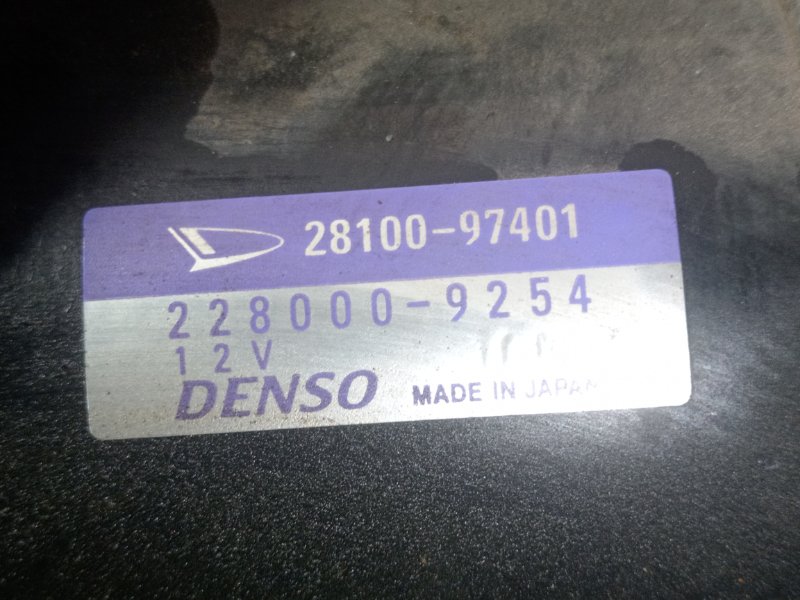 28100-97401
228000-9254
12V
DENSO MADE IN JAPAN